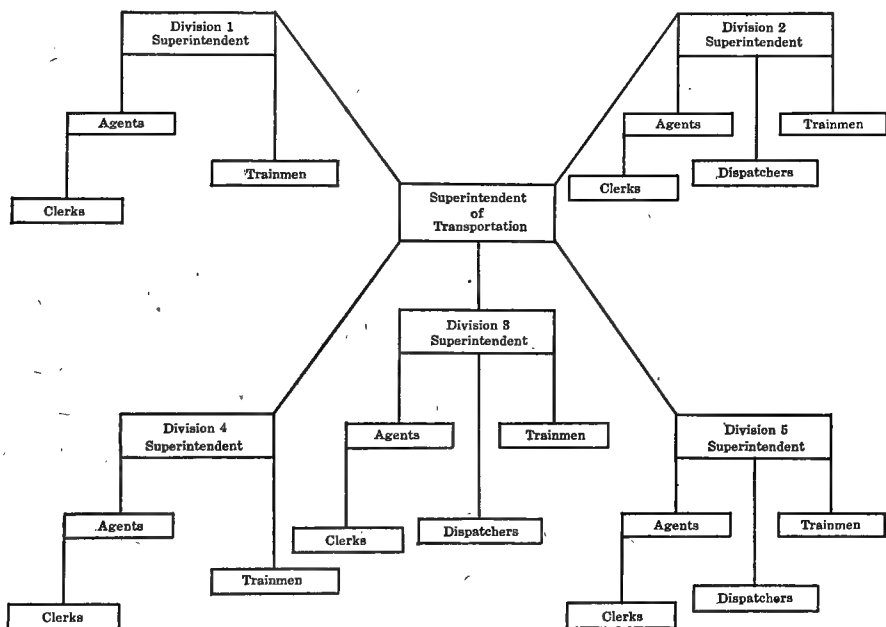 Division 1
Superintendent
Agents
Trainmen
Clerks
Division 2
Superintendent
Agents
Trainmen
Dispatchers
Clerks
Superintendent
of
Transportation
Division 3
Superintendent
Agents
Trainmen
Clerks
Dispatchers
Division 4
Superintendent
Agents
Trainmen
Clerks
Division 5
Superintendent
Agents
Trainmen
Dispatchers
Clerks